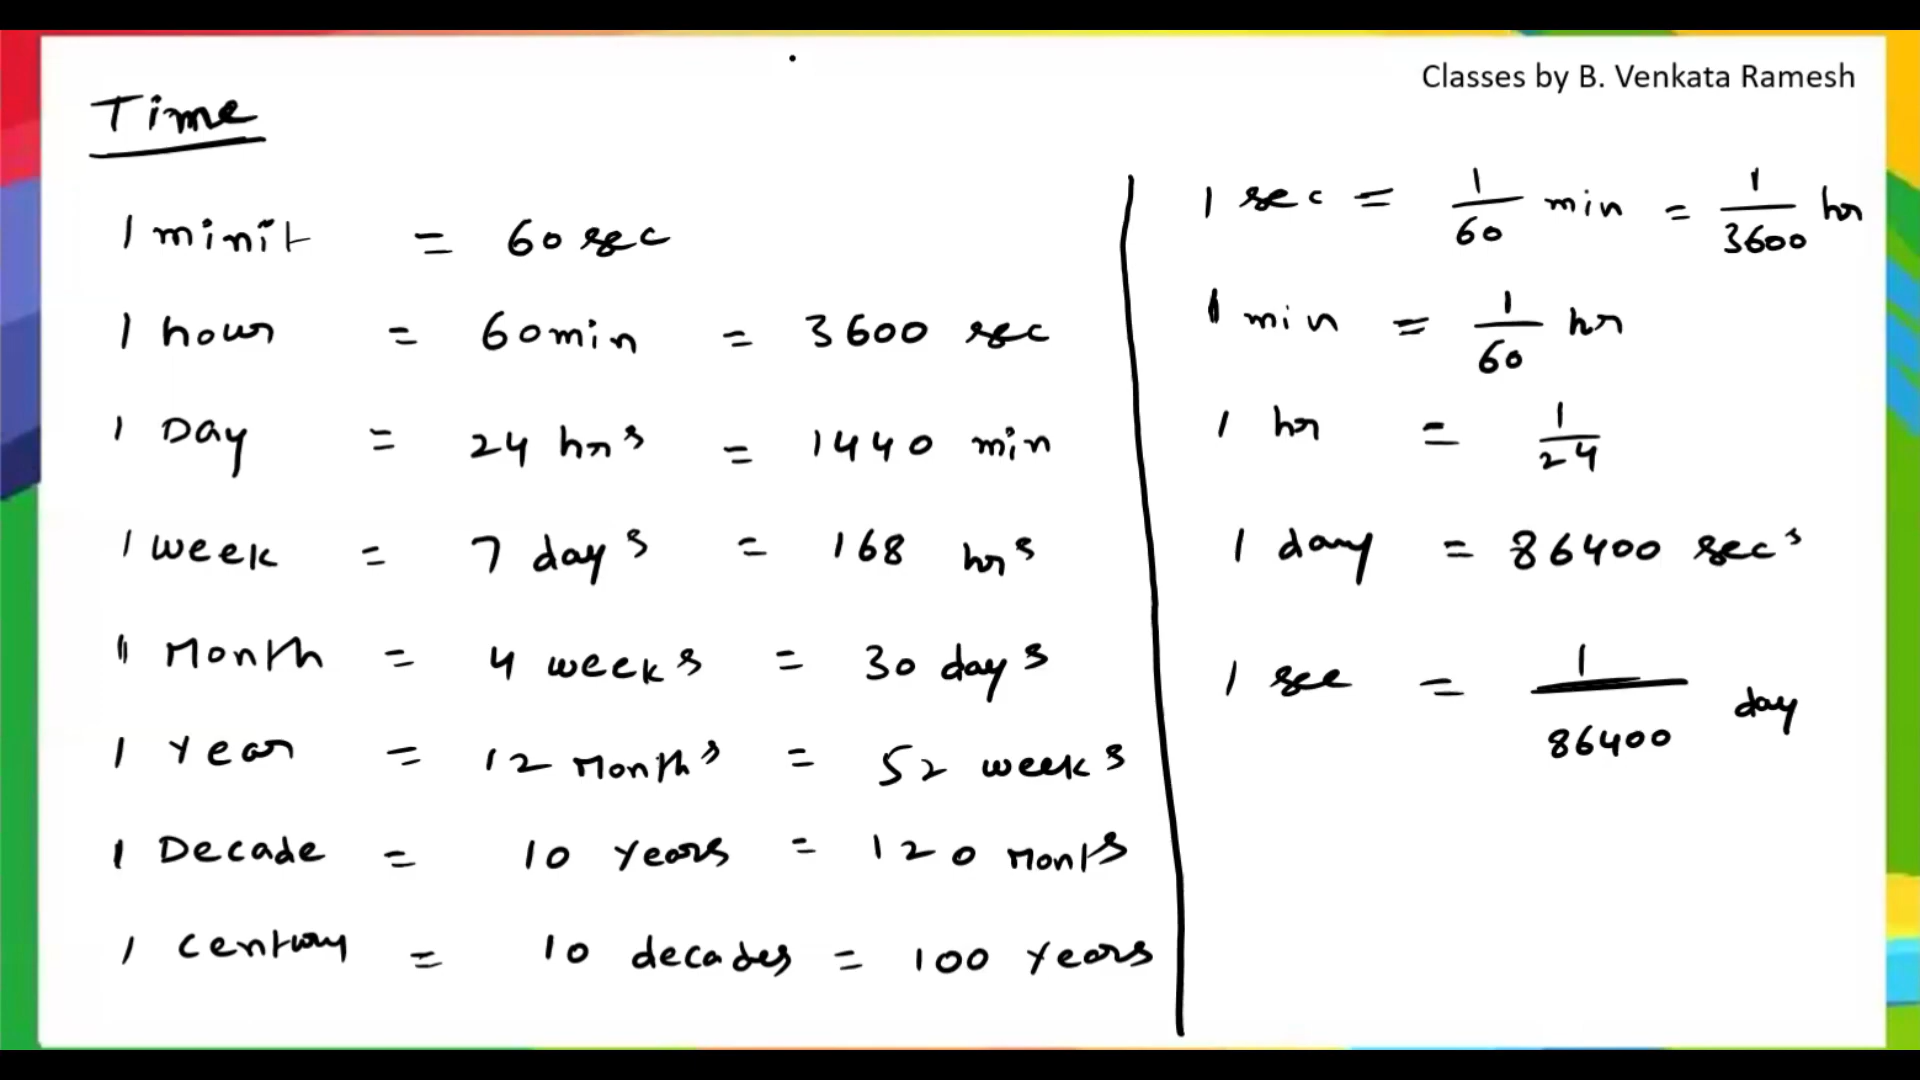 Classes by B. Venkata Ramesh
Time
1 minit = 60 sec
1 hour = 60 min = 3600 sec
1 Day = 24 hrs = 1440 min
1 week = 7 days = 168 hrs
1 Month = 4 weeks = 30 days
1 Year = 12 Months = 52 weeks
1 Decade = 10 Years = 120 Monts
1 century = 10 decades = 100 Years
1 sec = 1/60 min = 1/3600 hr
1 min = 1/60 hr
1 hr = 1/24
1 day = 86400 secs
1 sec = 1/86400 day